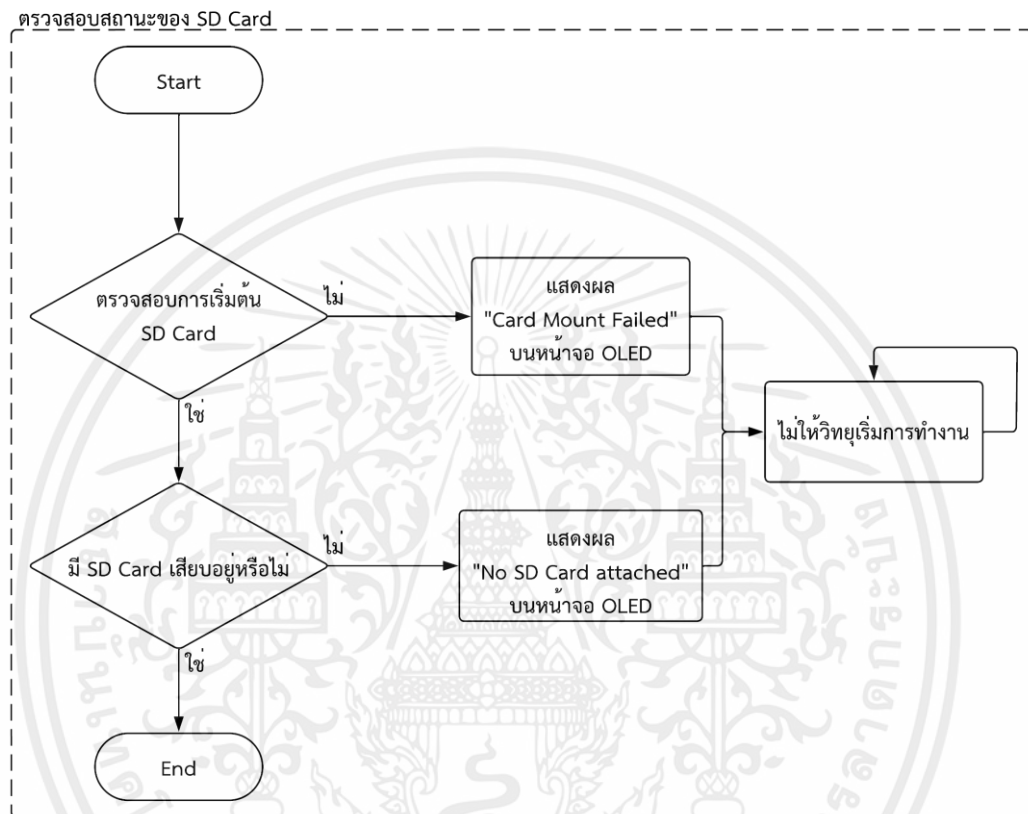 ตรวจสอบสถานะของ SD Card
Start
ตรวจสอบการเริ่มต้น
SD Card
ไม่
แสดงผล
"Card Mount Failed"
บนหน้าจอ OLED
ใช่
ไม่ให้วิทยุเริ่มการทำงาน
มี SD Card เสียบอยู่หรือไม่
ไม่
แสดงผล
"No SD Card attached"
บนหน้าจอ OLED
ใช่
End